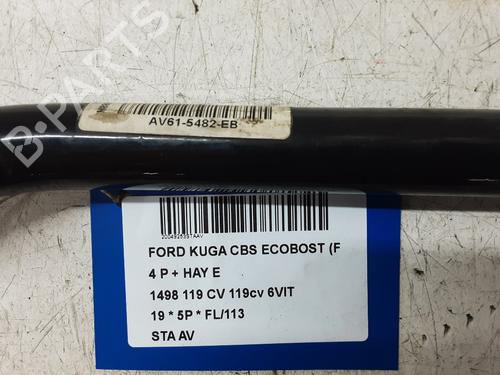 B-PARTS
AV61-5482-EB
20049253STAAV
FORD KUGA CBS ECOBOST (F
4 P + HAY E
1498 119 CV 119cv 6VIT
19 * 5P * FL/113
STA AV